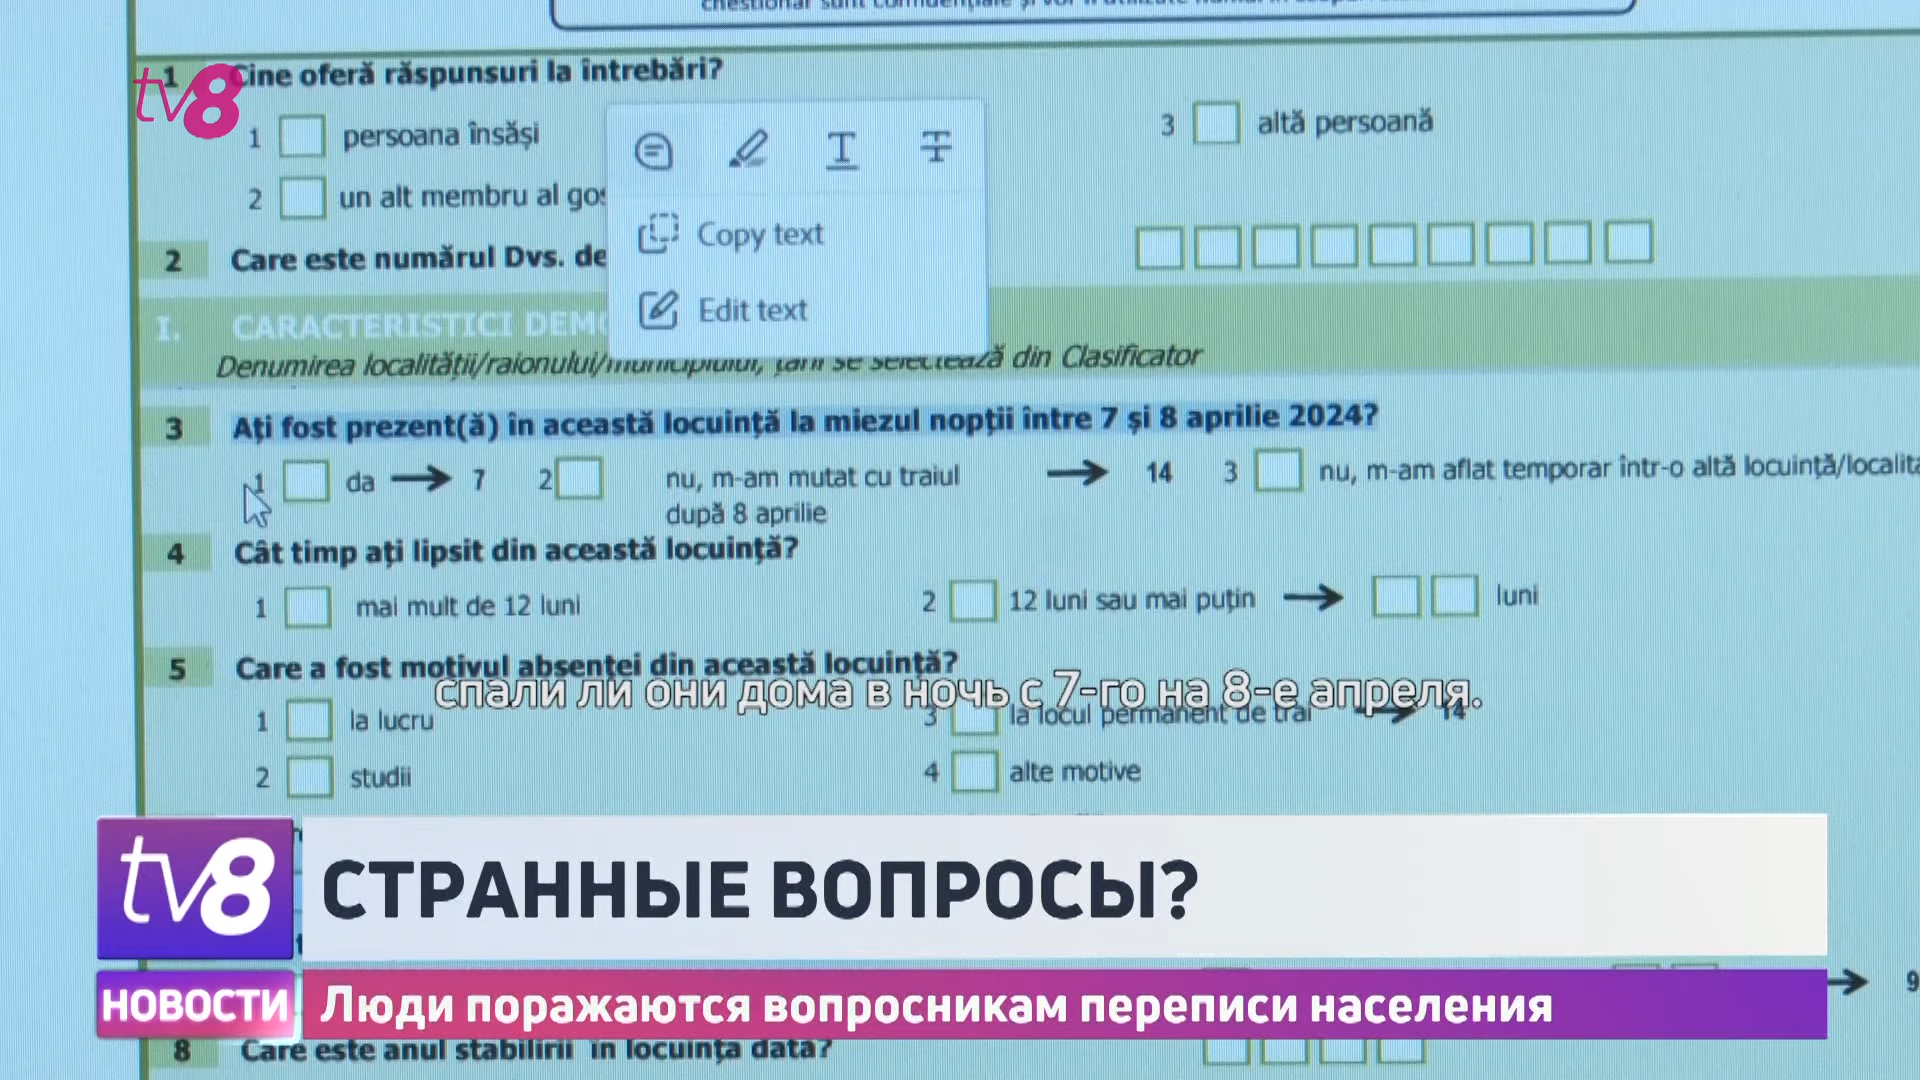 1 Cine oferă răspunsuri la întrebări?
tv8
1 persoana însăși
3 altă persoană
2 un alt membru al gos
Copy text
Edit text
2 Care este numărul Dvs. de
I. CARACTERISTICI DEMO
Denumirea localității/raionului/municipiului, țării se selectează din Clasificator
3 Ați fost prezent(ă) în această locuință la miezul nopții între 7 și 8 aprilie 2024?
1 da 7 2 nu, m-am mutat cu traiul 14 3 nu, m-am aflat temporar într-o altă locuință/localita
după 8 aprilie
4 Cât timp ați lipsit din această locuință?
1 mai mult de 12 luni 2 12 luni sau mai puțin luni
5 Care a fost motivul absenței din această locuință?
спали ли они дома в ночь с 7-го на 8-е апреля.
1 la lucru 3 la locul permanent de trai 14
2 studii 4 alte motive
tv8
СТРАННЫЕ ВОПРОСЫ?
НОВОСТИ
Люди поражаются вопросникам переписи населения
9
8 Care este anul stabilirii în locuința dată?